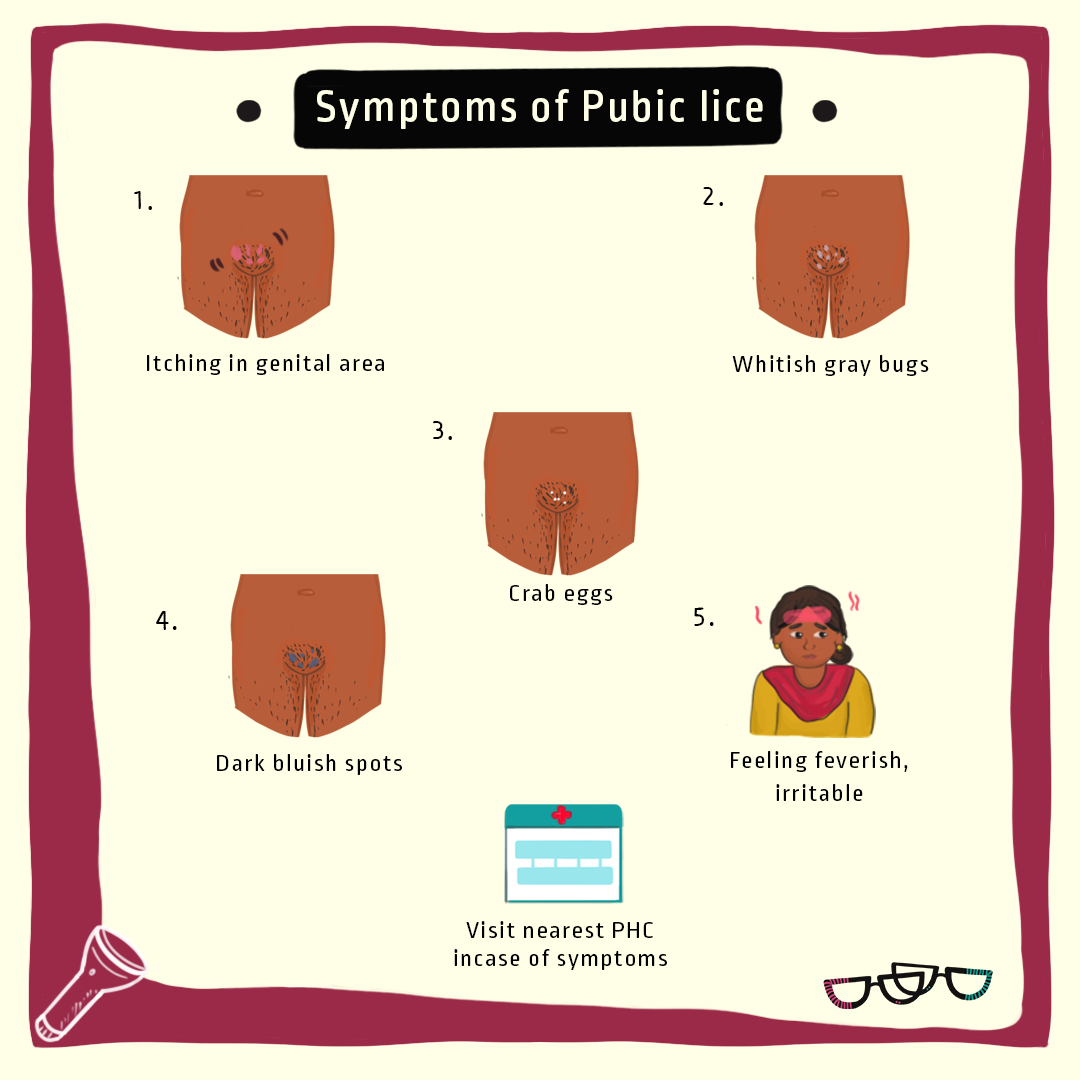 Symptoms of Pubic lice
1.
Itching in genital area
2.
Whitish gray bugs
3.
Crab eggs
4.
Dark bluish spots
5.
Feeling feverish,
irritable
Visit nearest PHC
incase of symptoms